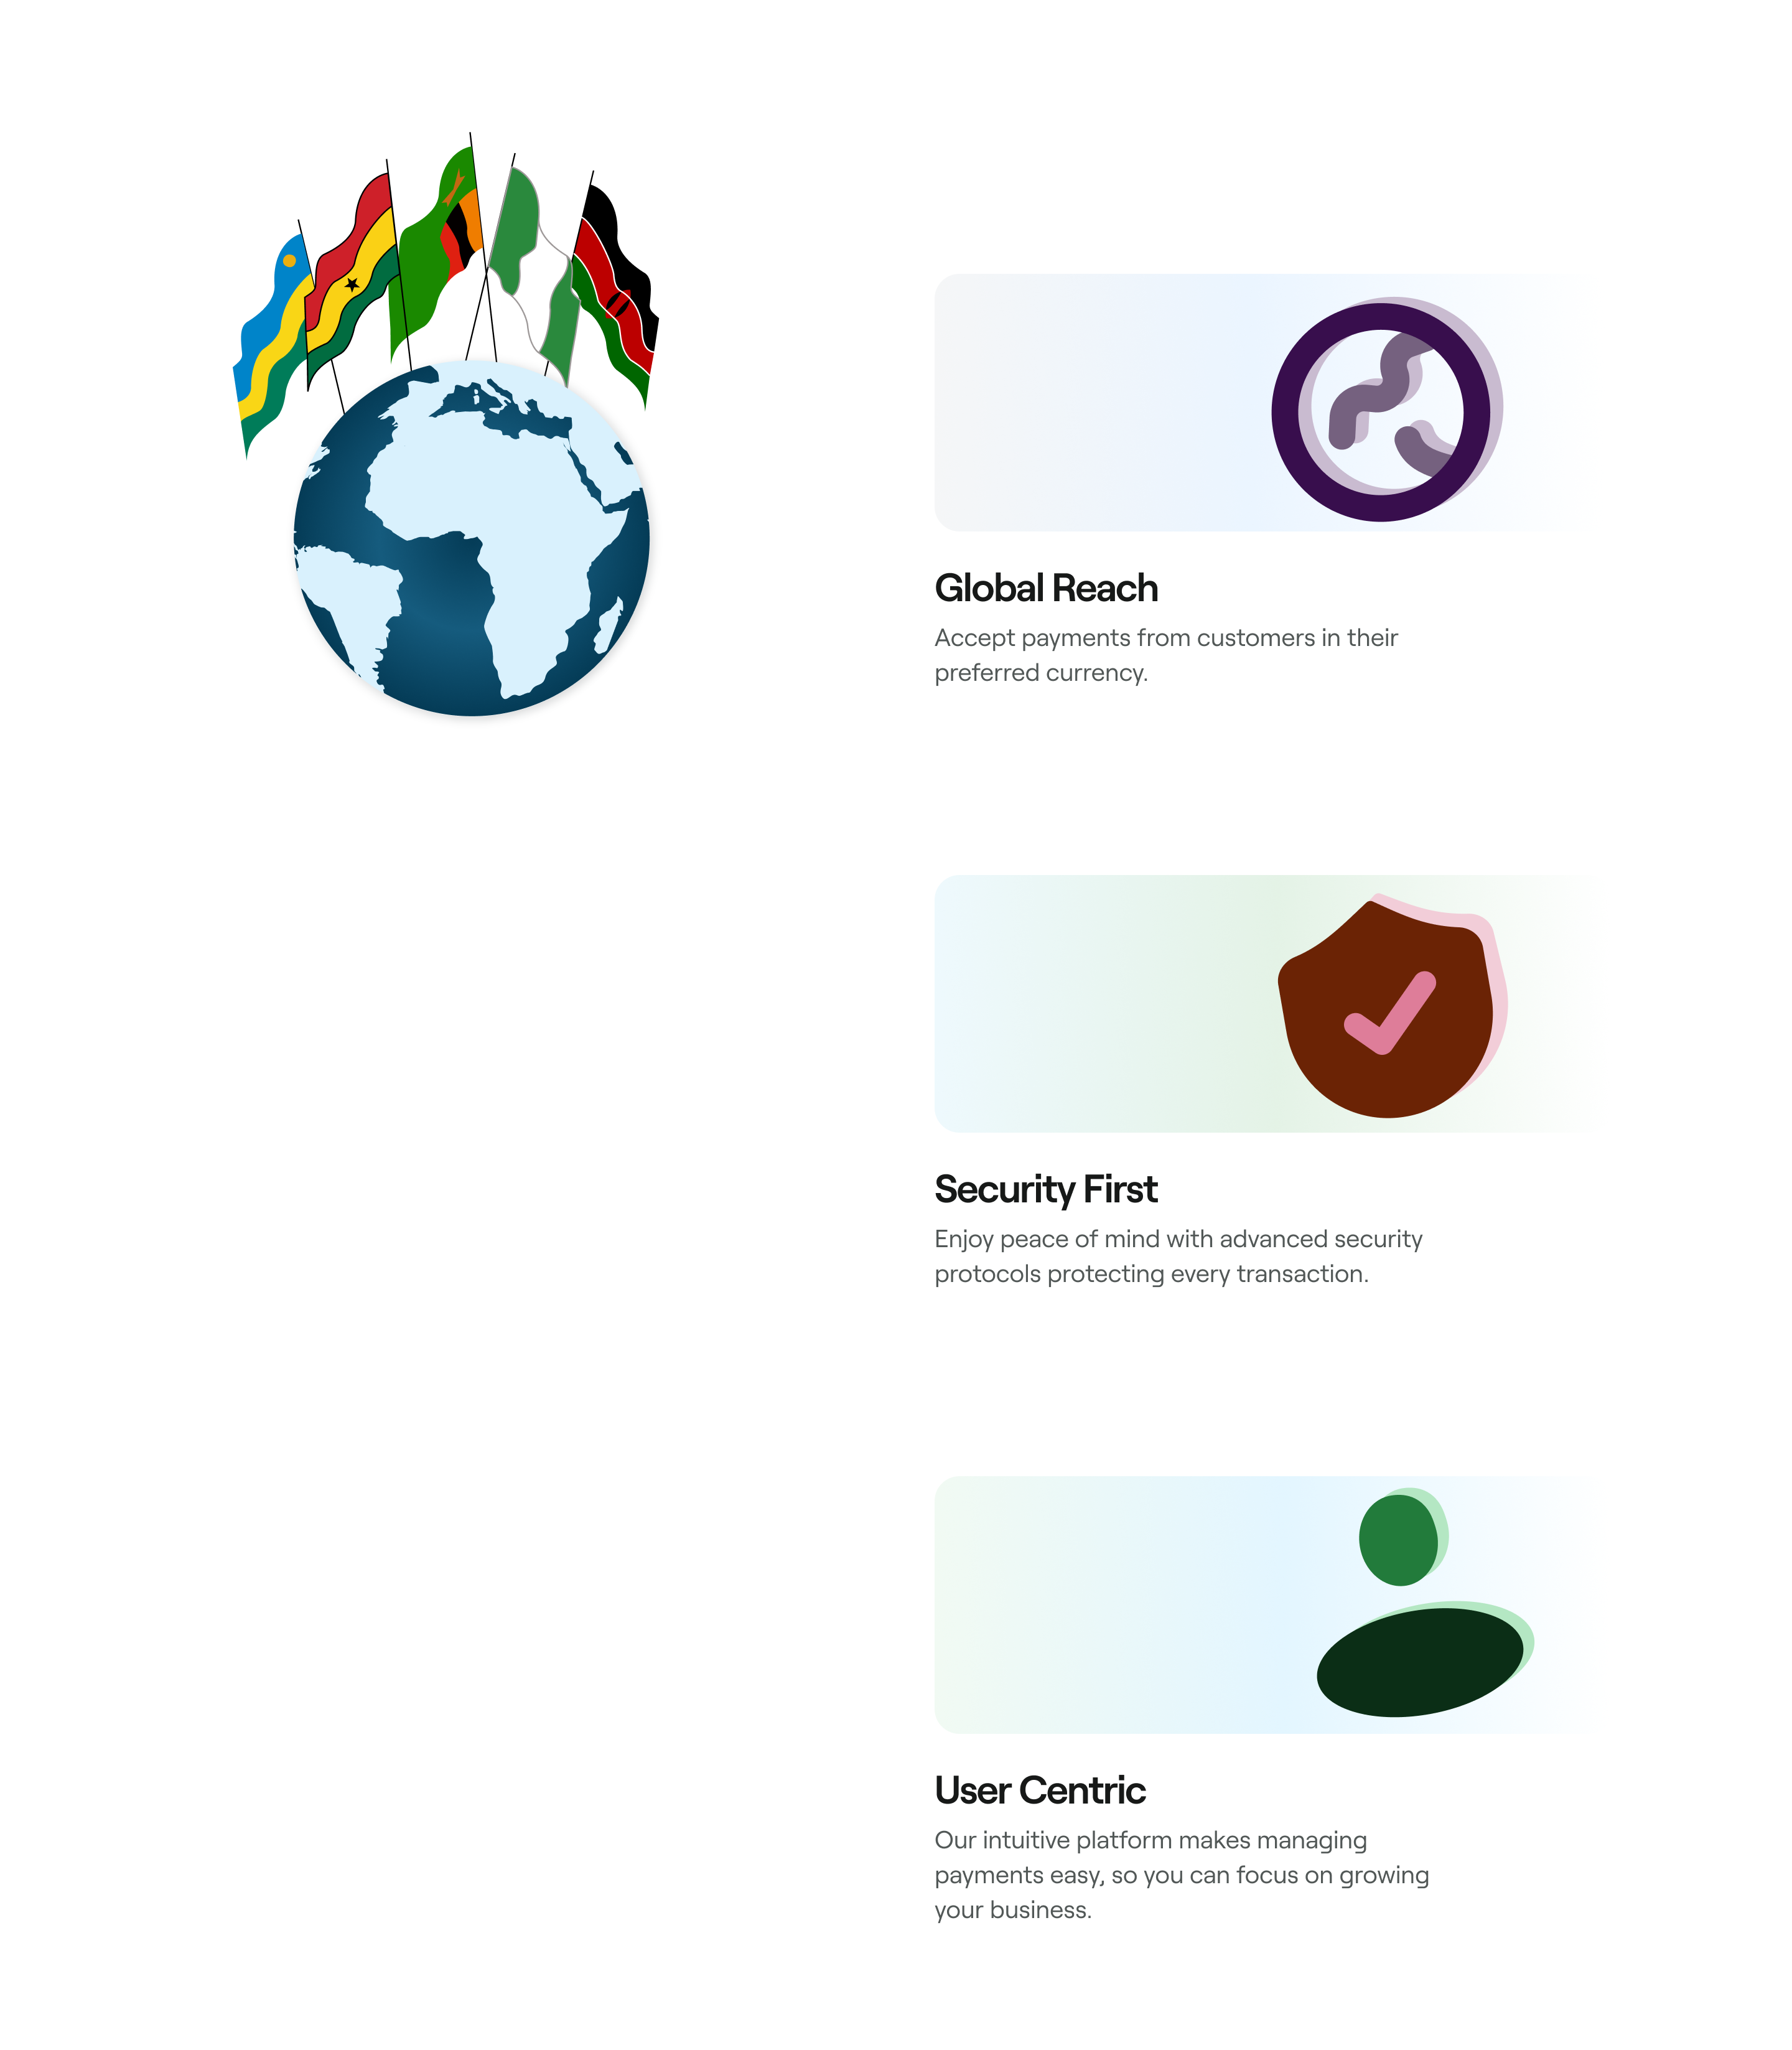 Global Reach
Accept payments from customers in their
preferred currency.
Security First
Enjoy peace of mind with advanced security
protocols protecting every transaction.
User Centric
Our intuitive platform makes managing
payments easy, so you can focus on growing
your business.